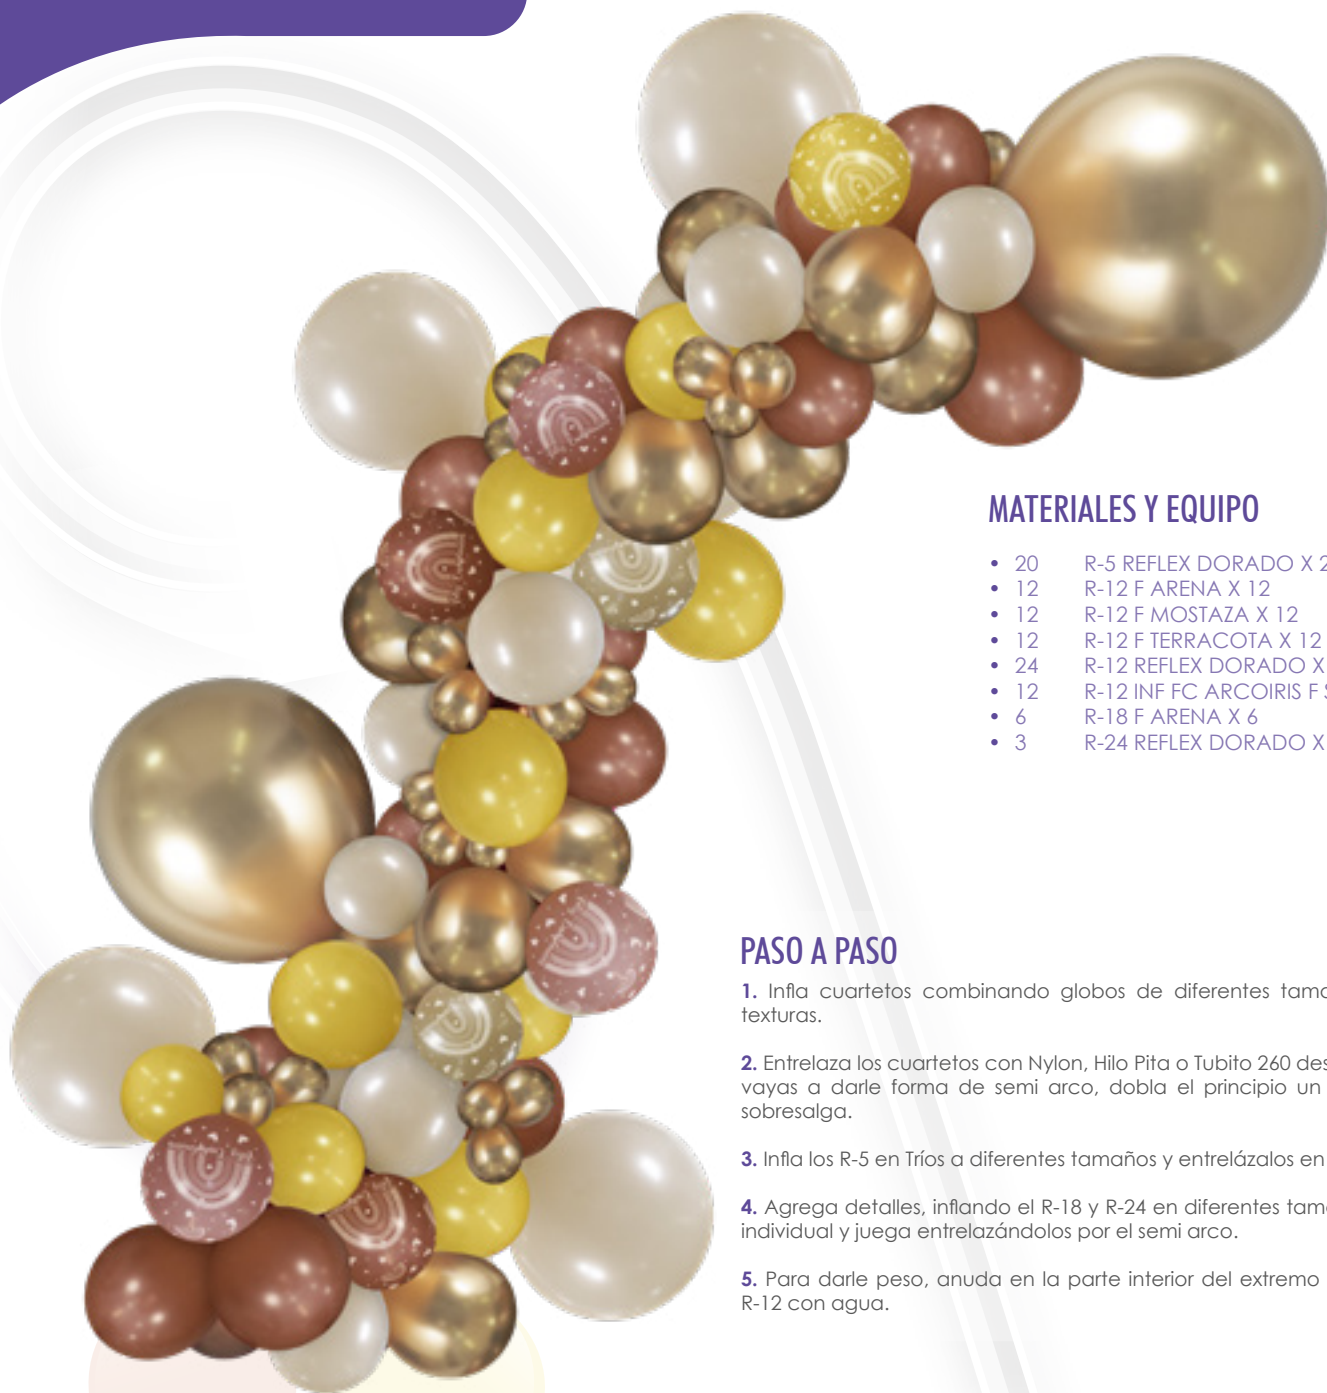 MATERIALES Y EQUIPO
• 20 R-5 REFLEX DORADO X 2
• 12 R-12 F ARENA X 12
• 12 R-12 F MOSTAZA X 12
• 12 R-12 F TERRACOTA X 12
• 24 R-12 REFLEX DORADO X
• 12 R-12 INF FC ARCOIRIS F
• 6 R-18 F ARENA X 6
• 3 R-24 REFLEX DORADO X
PASO A PASO
1. Infla cuartetos combinando globos de diferentes
texturas.
2. Entrelaza los cuartetos con Nylon, Hilo Pita o Tubito 260
vayas a darle forma de semi arco, dobla el principio un
sobresalga.
3. Infla los R-5 en Tríos a diferentes tamaños y entrelázalos en
4. Agrega detalles, inflando el R-18 y R-24 en diferentes
individual y juega entrelazándolos por el semi arco.
5. Para darle peso, anuda en la parte interior del extremo
R-12 con agua.